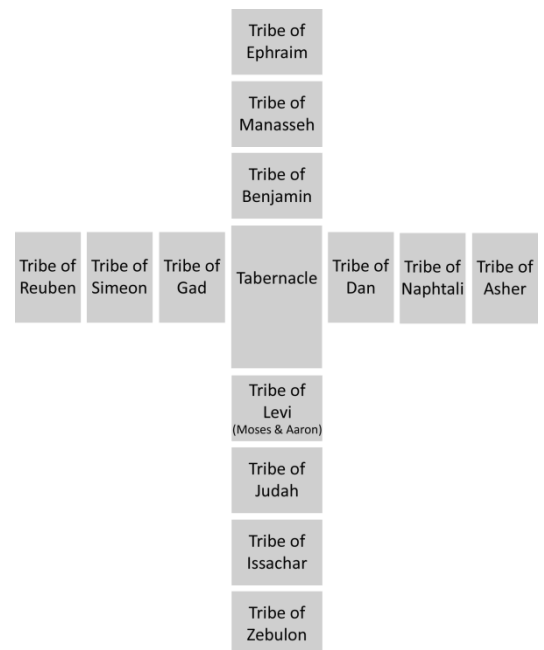 Tribe of
Ephraim
Tribe of
Manasseh
Tribe of
Benjamin
Tribe of
Reuben
Tribe of
Simeon
Tribe of
Gad
Tabernacle
Tribe of
Dan
Tribe of
Naphtali
Tribe of
Asher
Tribe of
Levi
(Moses & Aaron)
Tribe of
Judah
Tribe of
Issachar
Tribe of
Zebulon